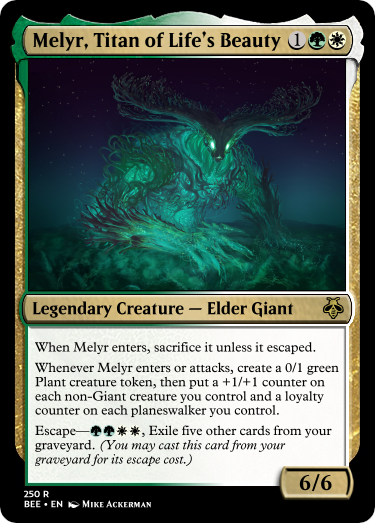 Melyr, Titan of Life's Beauty 1
Legendary Creature — Elder Giant
When Melyr enters, sacrifice it unless it escaped.
Whenever Melyr enters or attacks, create a 0/1 green
Plant creature token, then put a +1/+1 counter on
each non-Giant creature you control and a loyalty
counter on each planeswalker you control.
Escape—, Exile five other cards from your
graveyard. (You may cast this card from your
graveyard for its escape cost.)
6/6
250 R
BEE • EN Mike Ackerman